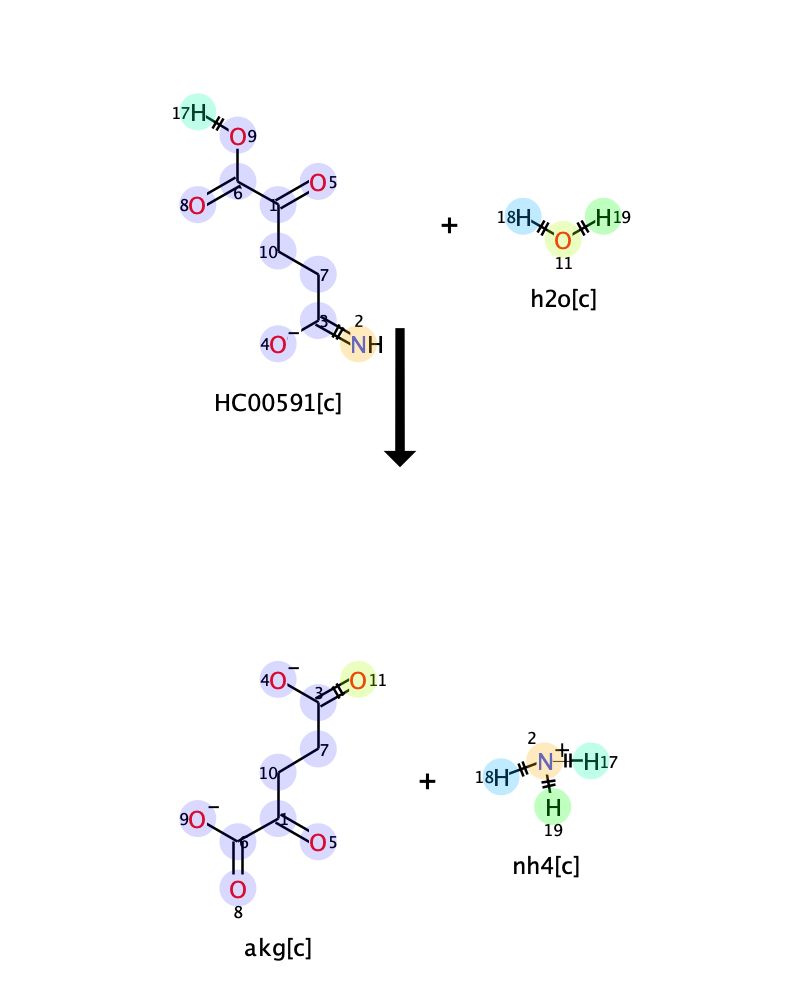 17H
O9
8O
6
1
O5
10
7
3
2
4O−
NH
HC00591[c]
+
18H
H19
O
11
h2o[c]
4O−
3
O11
7
10
9O−
6
1
O5
O
8
akg[c]
+
2
N+
18H
H17
H
19
nh4[c]